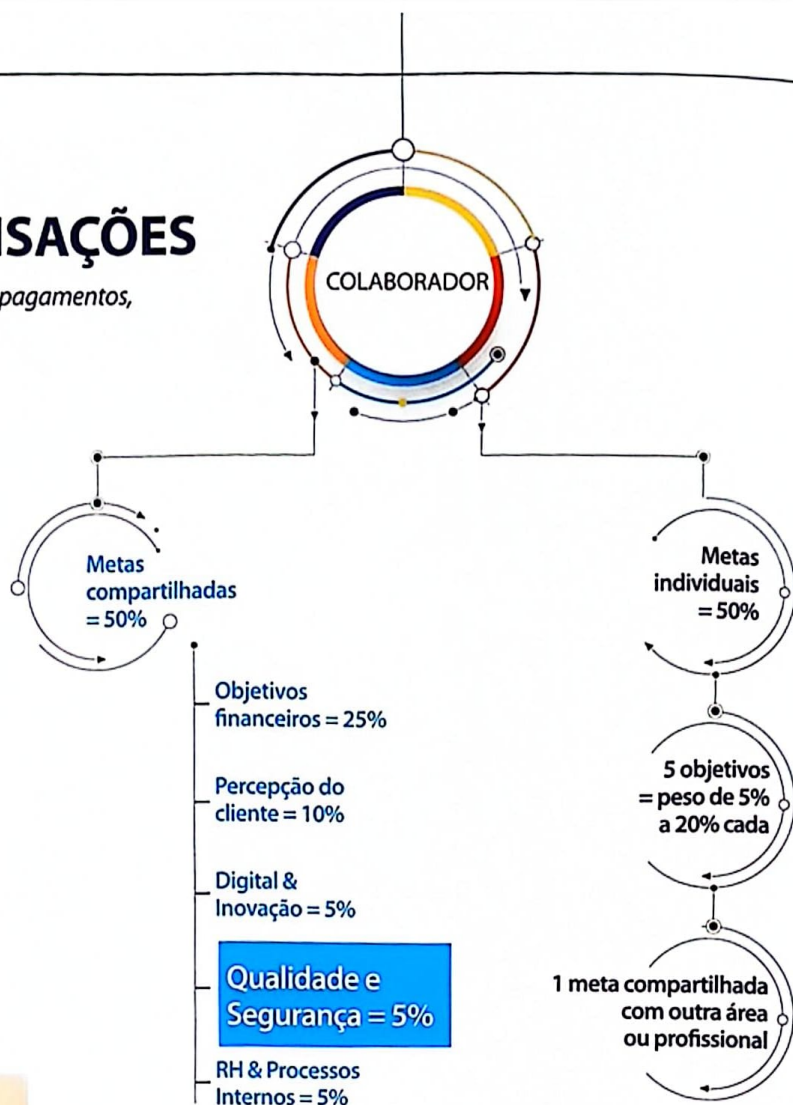 ISAÇÕES
pagamentos,
COLABORADOR
Metas
compartilhadas
= 50%
Objetivos
financeiros = 25%
Percepção do
cliente = 10%
Digital &
Inovação = 5%
Qualidade e
Segurança = 5%
RH & Processos
Internos = 5%
Metas
individuais
= 50%
5 objetivos
= peso de 5%
a 20% cada
1 meta compartilhada
com outra área
ou profissional